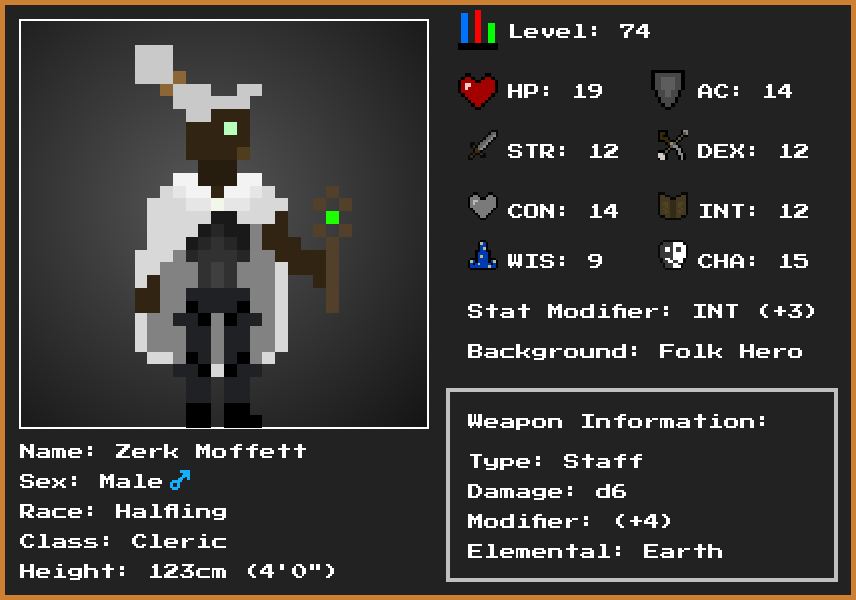 Level: 74
HP: 19 AC: 14
STR: 12 DEX: 12
CON: 14 INT: 12
WIS: 9 CHA: 15
Stat Modifier: INT (+3)
Background: Folk Hero
Weapon Information:
Type: Staff
Damage: d6
Modifier: (+4)
Elemental: Earth
Name: Zerk Moffett
Sex: Male♂
Race: Halfling
Class: Cleric
Height: 123cm (4'0")